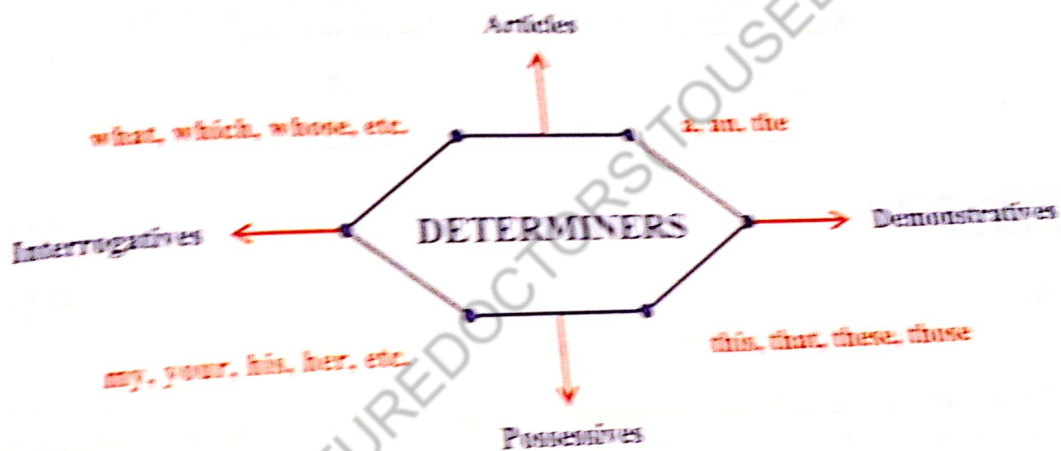 Articles
what, which, whose, etc.
a, an, the
Interrogatives
DETERMINERS
Demonstratives
my, your, his, her, etc.
this, that, these, those
Possessives
TUREDOCTORSITOUSE